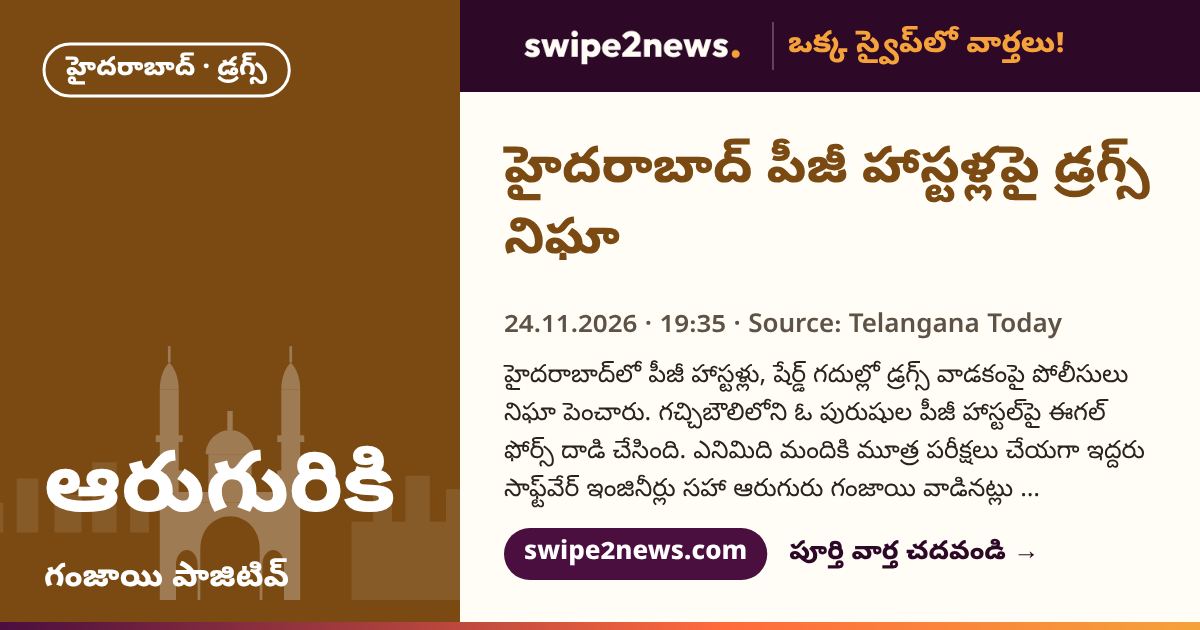 హైదరాబాద్ · డ్రగ్స్
ఆరుగురికి
గంజాయి పాజిటివ్
swipe2news.
ఒక్క స్వైప్‌లో వార్తలు!
హైదరాబాద్ పీజీ హాస్టళ్లపై డ్రగ్స్
నిఘా
24.11.2026 · 19:35 · Source: Telangana Today
హైదరాబాద్‌లో పీజీ హాస్టళ్లు, షేర్డ్ గదుల్లో డ్రగ్స్ వాడకంపై పోలీసులు
నిఘా పెంచారు. గచ్చిబౌలిలోని ఓ పురుషుల పీజీ హాస్టల్‌పై ఈగల్
ఫోర్స్ దాడి చేసింది. ఎనిమిది మందికి మూత్ర పరీక్షలు చేయగా ఇద్దరు
సాఫ్ట్‌వేర్ ఇంజినీర్లు సహా ఆరుగురు గంజాయి వాడినట్లు ...
swipe2news.com
పూర్తి వార్త చదవండి →